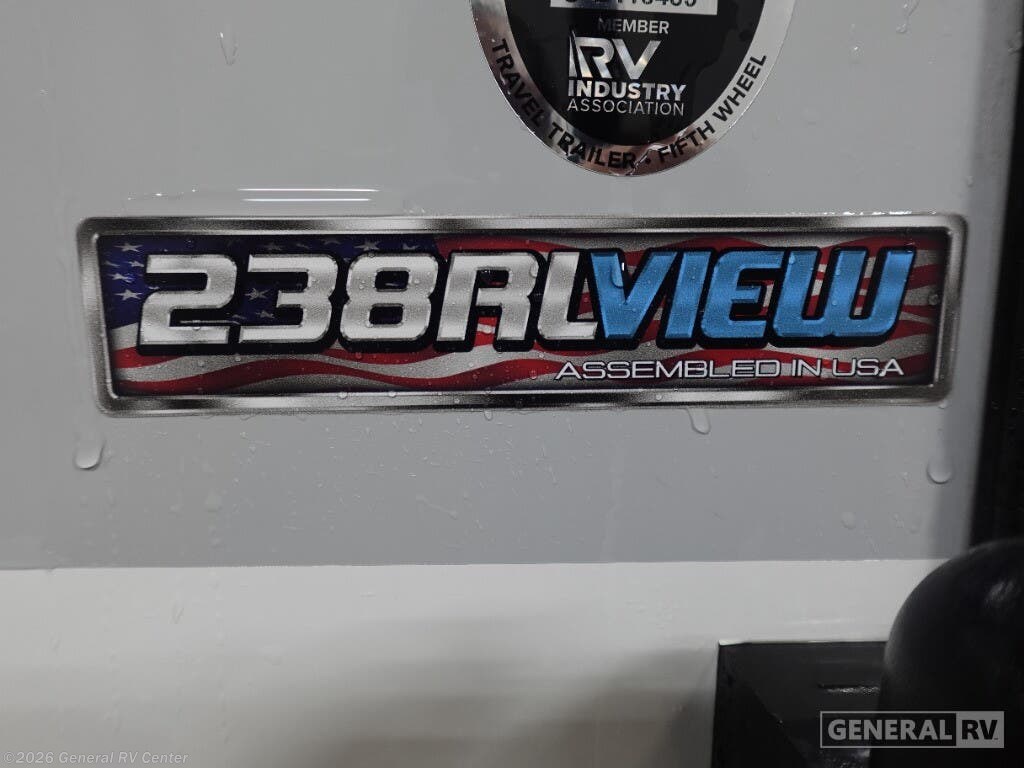 MEMBER
RV
INDUSTRY
ASSOCIATION
TRAVEL TRAILER · FIFTH WHEEL
238RLVIEW
ASSEMBLED IN USA
GENERAL RV
©2026 General RV Center